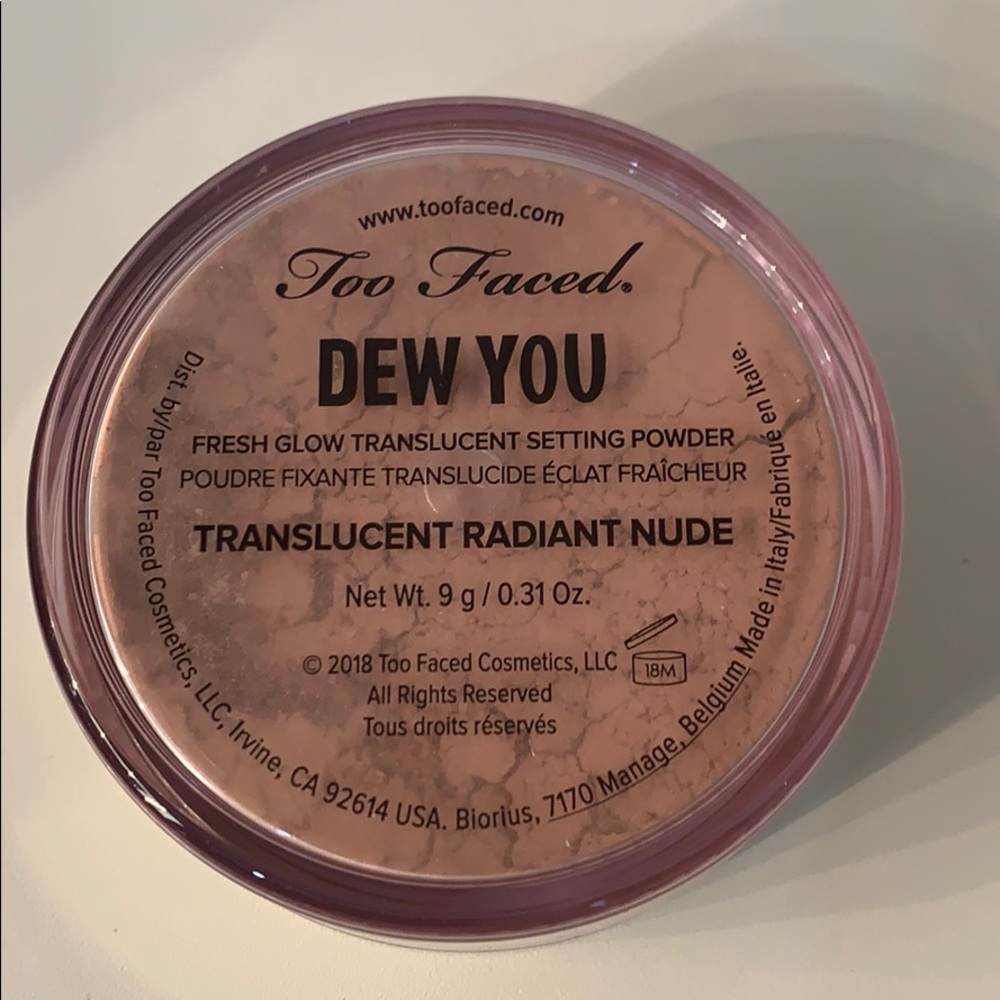 www.toofaced.com
Too Faced.
DEW YOU
FRESH GLOW TRANSLUCENT SETTING POWDER
POUDRE FIXANTE TRANSLUCIDE ÉCLAT FRAÎCHEUR
TRANSLUCENT RADIANT NUDE
Net Wt. 9 g / 0.31 Oz.
© 2018 Too Faced Cosmetics, LLC
18M
All Rights Reserved
Tous droits réservés
Dist. by/par Too Faced Cosmetics, LLC, Irvine, CA 92614 USA. Biorius, 7170 Manage, Belgium Made in Italy/Fabriqué en Italie.